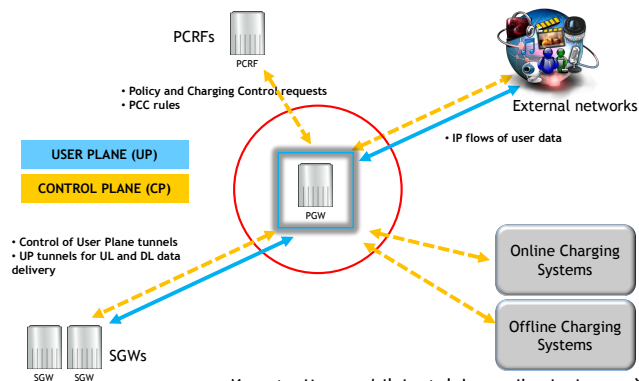 PCRFs
PCRF
• Policy and Charging Control requests
• PCC rules
External networks
• IP flows of user data
USER PLANE (UP)
CONTROL PLANE (CP)
PGW
• Control of User Plane tunnels
• UP tunnels for UL and DL data
delivery
Online Charging
Systems
Offline Charging
Systems
SGWs
SGW
SGW